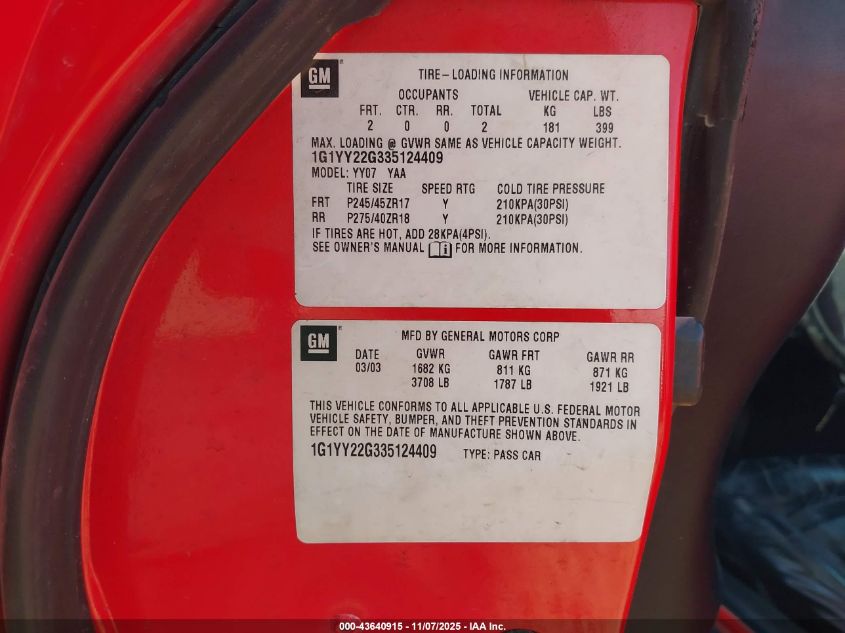 GM TIRE-LOADING INFORMATION
OCCUPANTS VEHICLE CAP. WT.
FRT. CTR. RR. TOTAL KG LBS
2 0 0 2 181 399
MAX. LOADING @ GVWR SAME AS VEHICLE CAPACITY WEIGHT.
1G1YY22G335124409
MODEL: YY07 YAA
TIRE SIZE SPEED RTG COLD TIRE PRESSURE
FRT P245/45ZR17 Y 210KPA(30PSI)
RR P275/40ZR18 Y 210KPA(30PSI)
IF TIRES ARE HOT, ADD 28KPA(4PSI).
SEE OWNER'S MANUAL i FOR MORE INFORMATION.
GM MFD BY GENERAL MOTORS CORP
DATE GVWR GAWR FRT GAWR RR
03/03 1682 KG 811 KG 871 KG
3708 LB 1787 LB 1921 LB
THIS VEHICLE CONFORMS TO ALL APPLICABLE U.S. FEDERAL MOTOR
VEHICLE SAFETY, BUMPER, AND THEFT PREVENTION STANDARDS IN
EFFECT ON THE DATE OF MANUFACTURE SHOWN ABOVE.
1G1YY22G335124409 TYPE: PASS CAR
000-43640915 - 11/07/2025 - IAA Inc.